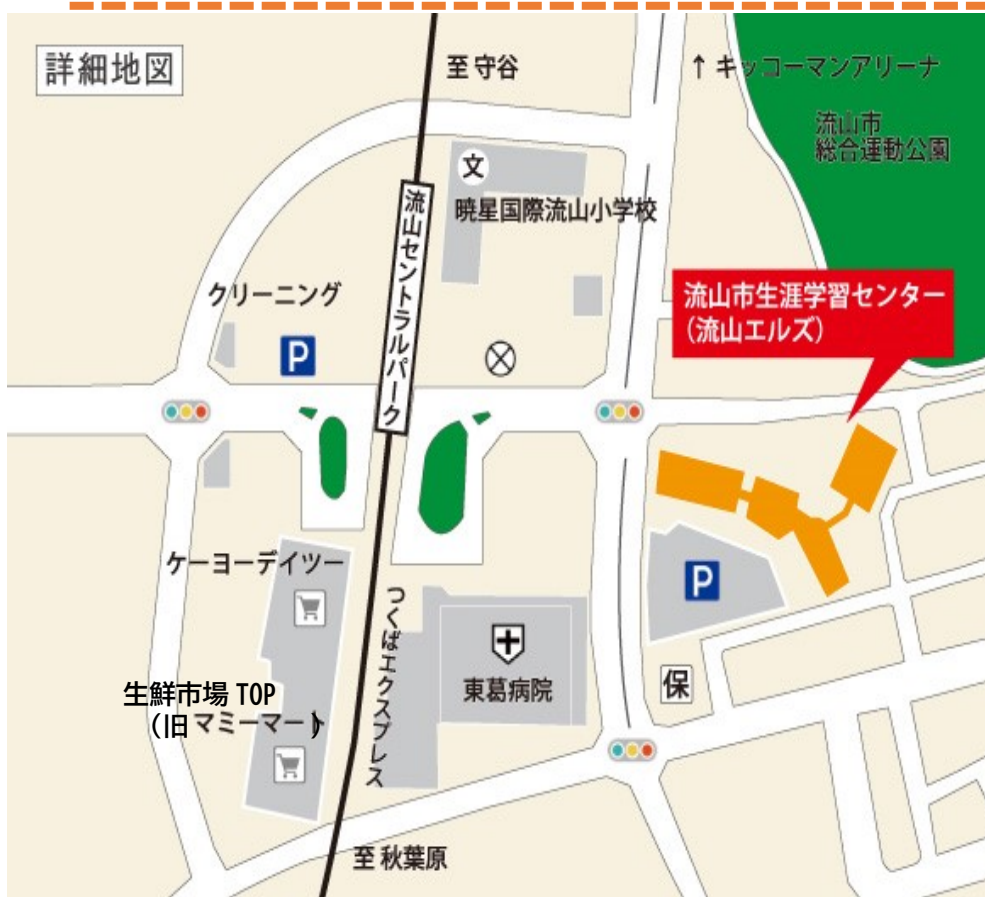 詳細地図
至 守谷
↑ キッコーマンアリーナ
流山市
総合運動公園
文
暁星国際流山小学校
流山セントラルパーク
クリーニング
流山市生涯学習センター
(流山エルズ)
P
ケーヨーデイツー
つくばエクスプレス
P
生鮮市場 TOP
(旧 マミーマート)
東葛病院
保
至 秋葉原